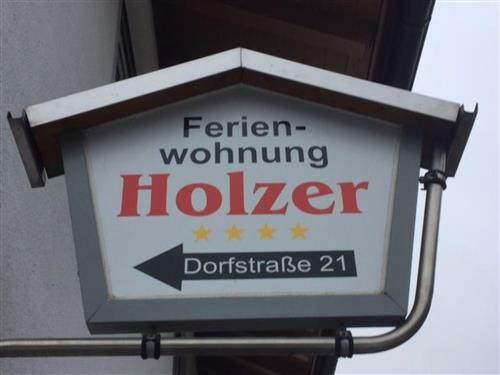 Ferien-
wohnung
Holzer
Dorfstraße 21